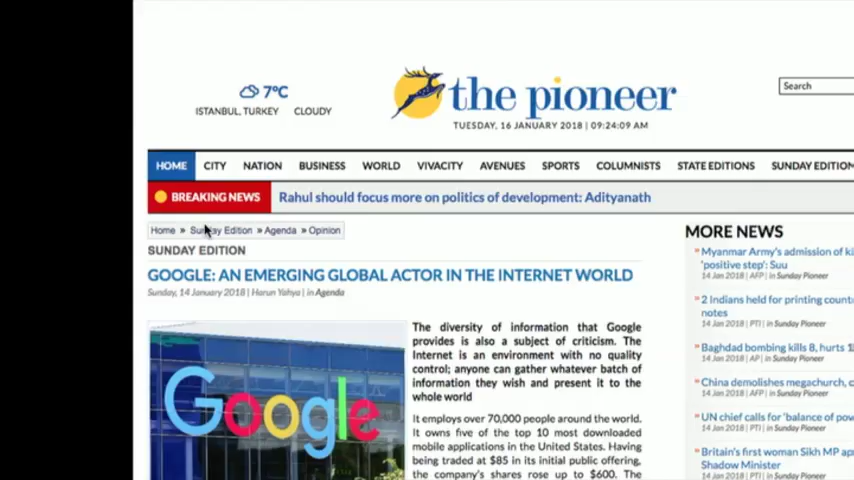 7°C
ISTANBUL, TURKEY CLOUDY
the pioneer
TUESDAY, 16 JANUARY 2018 | 09:24:09 AM
Search
HOME CITY NATION BUSINESS WORLD VIVACITY AVENUES SPORTS COLUMNISTS STATE EDITIONS SUNDAY EDITION
BREAKING NEWS Rahul should focus more on politics of development: Adityanath
Home » Sunday Edition » Agenda » Opinion
SUNDAY EDITION
GOOGLE: AN EMERGING GLOBAL ACTOR IN THE INTERNET WORLD
Sunday, 14 January 2018 | Harun Yahya | in Agenda
Google
The diversity of information that Google
provides is also a subject of criticism. The
Internet is an environment with no quality
control; anyone can gather whatever batch of
information they wish and present it to the
whole world
It employs over 70,000 people around the world.
It owns five of the top 10 most downloaded
mobile applications in the United States. Having
being traded at $85 in its initial public offering,
the company's shares rose up to $600. The
MORE NEWS
Myanmar Army's admission of
'positive step': Suu
14 Jan 2018 | AFP | in Sunday Pioneer
2 Indians held for printing
notes
14 Jan 2018 | PTI | in Sunday Pioneer
Baghdad bombing kills 8, hurts
14 Jan 2018 | AP | in Sunday Pioneer
China demolishes megachurch,
14 Jan 2018 | AFP | in Sunday Pioneer
UN chief calls for 'balance of
14 Jan 2018 | PTI | in Sunday Pioneer
Britain's first woman Sikh MP
Shadow Minister
14 Jan 2018 | PTI | in Sunday Pioneer